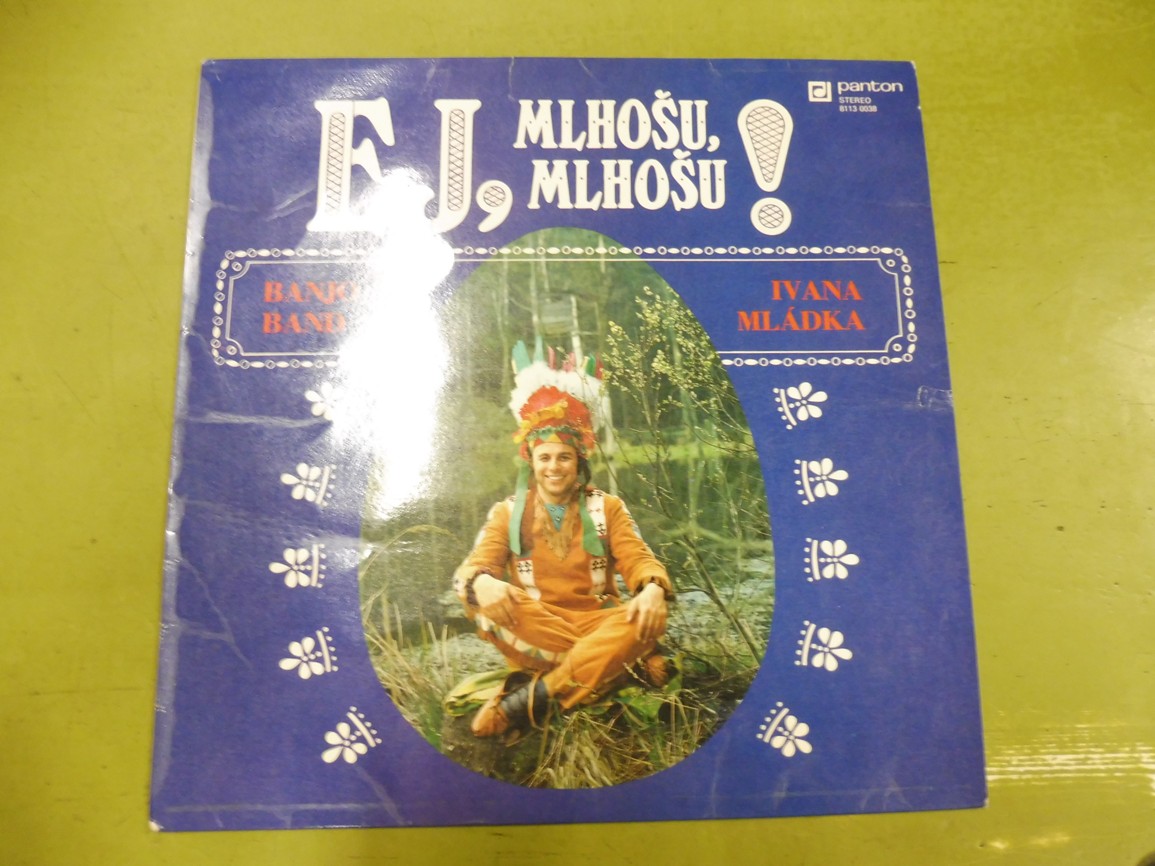 panton
STEREO
8113 0038
EJ, MLHOŠU,
MLHOŠU!
BANJO
BAND
IVANA
MLÁDKA